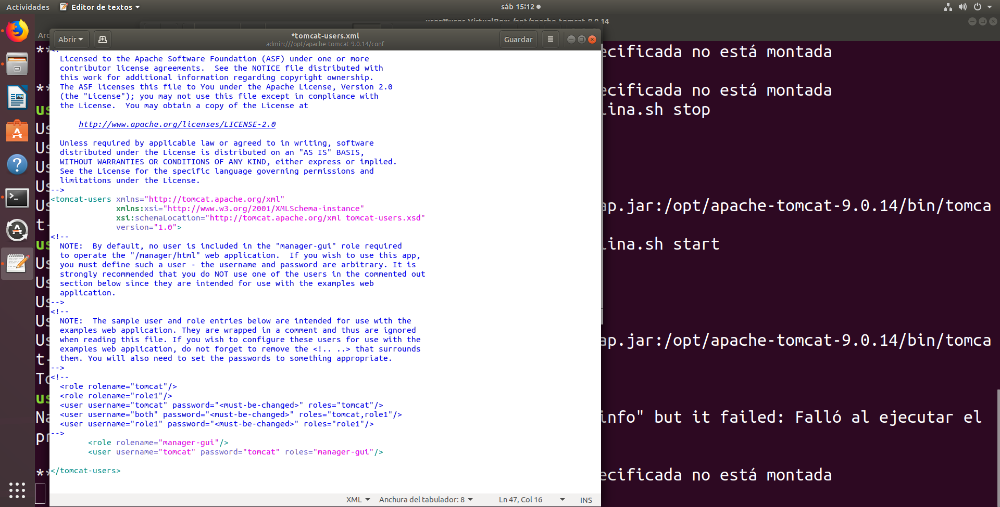 Actividades
Editor de textos
sáb 15:12
Abrir
*tomcat-users.xml
admin:///opt/apache-tomcat-9.0.14/conf
Guardar
Licensed to the Apache Software Foundation (ASF) under one or more
contributor license agreements.  See the NOTICE file distributed with
this work for additional information regarding copyright ownership.
The ASF licenses this file to You under the Apache License, Version 2.0
(the "License"); you may not use this file except in compliance with
the License.  You may obtain a copy of the License at
http://www.apache.org/licenses/LICENSE-2.0
Unless required by applicable law or agreed to in writing, software
distributed under the License is distributed on an "AS IS" BASIS,
WITHOUT WARRANTIES OR CONDITIONS OF ANY KIND, either express or implied.
See the License for the specific language governing permissions and
limitations under the License.
-->
<tomcat-users xmlns="http://tomcat.apache.org/xml"
xmlns:xsi="http://www.w3.org/2001/XMLSchema-instance"
xsi:schemaLocation="http://tomcat.apache.org/xml tomcat-users.xsd"
version="1.0">
<!--
NOTE:  By default, no user is included in the "manager-gui" role required
to operate the "/manager/html" web application.  If you wish to use this app,
you must define such a user - the username and password are arbitrary. It is
strongly recommended that you do NOT use one of the users in the commented out
section below since they are intended for use with the examples web
application.
-->
<!--
NOTE:  The sample user and role entries below are intended for use with the
examples web application. They are wrapped in a comment and thus are ignored
when reading this file. If you wish to configure these users for use with the
examples web application, do not forget to remove the <!.. ..> that surrounds
them. You will also need to set the passwords to something appropriate.
-->
<!--
<role rolename="tomcat"/>
<role rolename="role1"/>
<user username="tomcat" password="<must-be-changed>" roles="tomcat"/>
<user username="both" password="<must-be-changed>" roles="tomcat,role1"/>
<user username="role1" password="<must-be-changed>" roles="role1"/>
-->
<role rolename="manager-gui"/>
<user username="tomcat" password="tomcat" roles="manager-gui"/>
</tomcat-users>
XML
Anchura del tabulador: 8
Ln 47, Col 16
INS
ecificada no está montada
ecificada no está montada
lina.sh stop
ap.jar:/opt/apache-tomcat-9.0.14/bin/tomca
lina.sh start
ap.jar:/opt/apache-tomcat-9.0.14/bin/tomca
info" but it failed: Falló al ejecutar el
ecificada no está montada